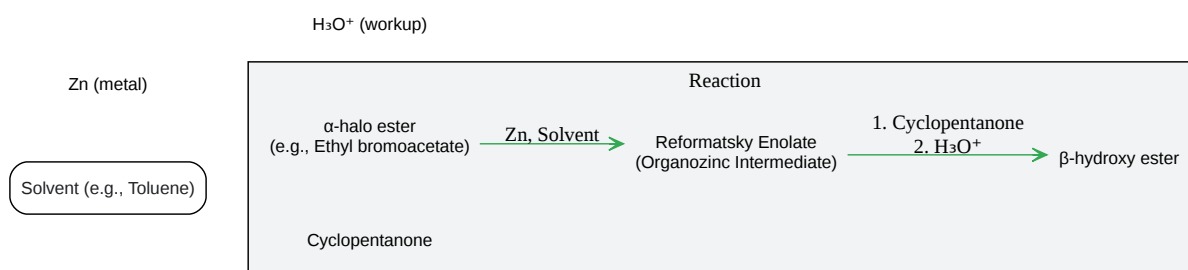 H₃O⁺ (workup)
Zn (metal)
Reaction
α-halo ester
(e.g., Ethyl bromoacetate)
Zn, Solvent
Reformatsky Enolate
(Organozinc Intermediate)
1. Cyclopentanone
2. H₃O⁺
β-hydroxy ester
Solvent (e.g., Toluene)
Cyclopentanone